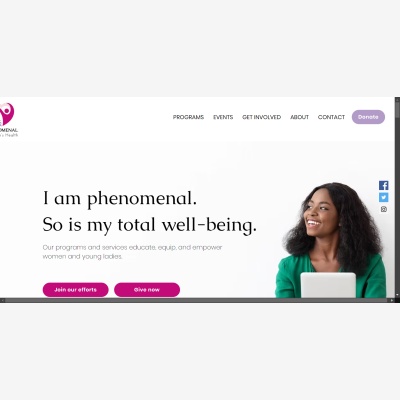 OMENAL
PROGRAMS EVENTS GET INVOLVED ABOUT CONTACT Donate
I am phenomenal.
So is my total well-being.
Our programs and services educate, equip, and empower
women and young ladies.
Join our efforts Give now